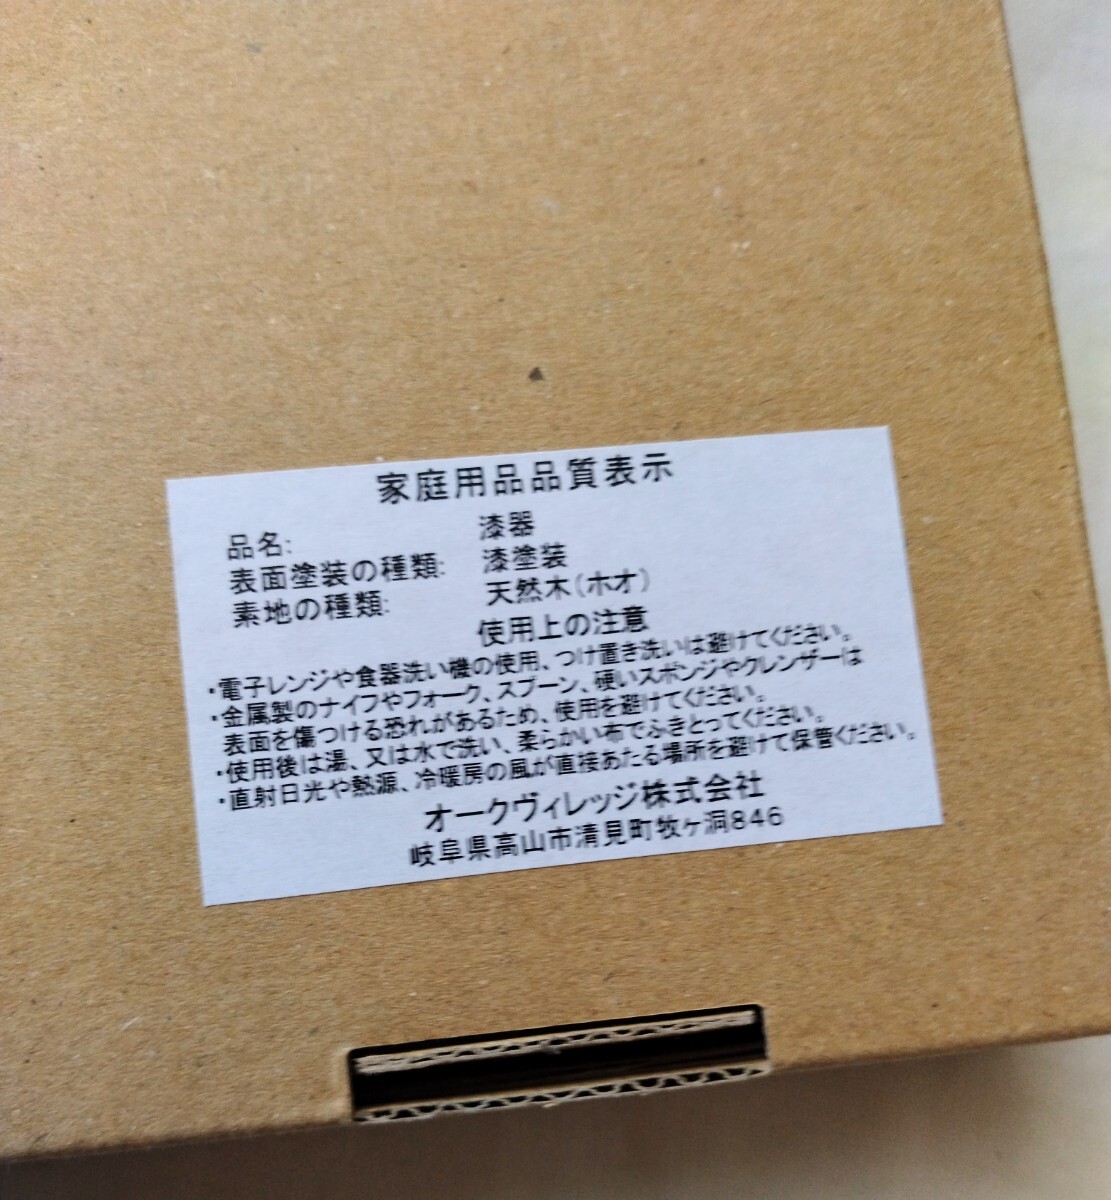 家庭用品品質表示
品名: 漆器
表面塗装の種類: 漆塗装
素地の種類: 天然木(ホオ)
使用上の注意
・電子レンジや食器洗い機の使用、つけ置き洗いは避けてください。
・金属製のナイフやフォーク、スプーン、硬いスポンジやクレンザーは
表面を傷つける恐れがあるため、使用を避けてください。
・使用後は湯、又は水で洗い、柔らかい布でふきとってください。
・直射日光や熱源、冷暖房の風が直接あたる場所を避けて保管ください。
オークヴィレッジ株式会社
岐阜県高山市清見町牧ヶ洞846